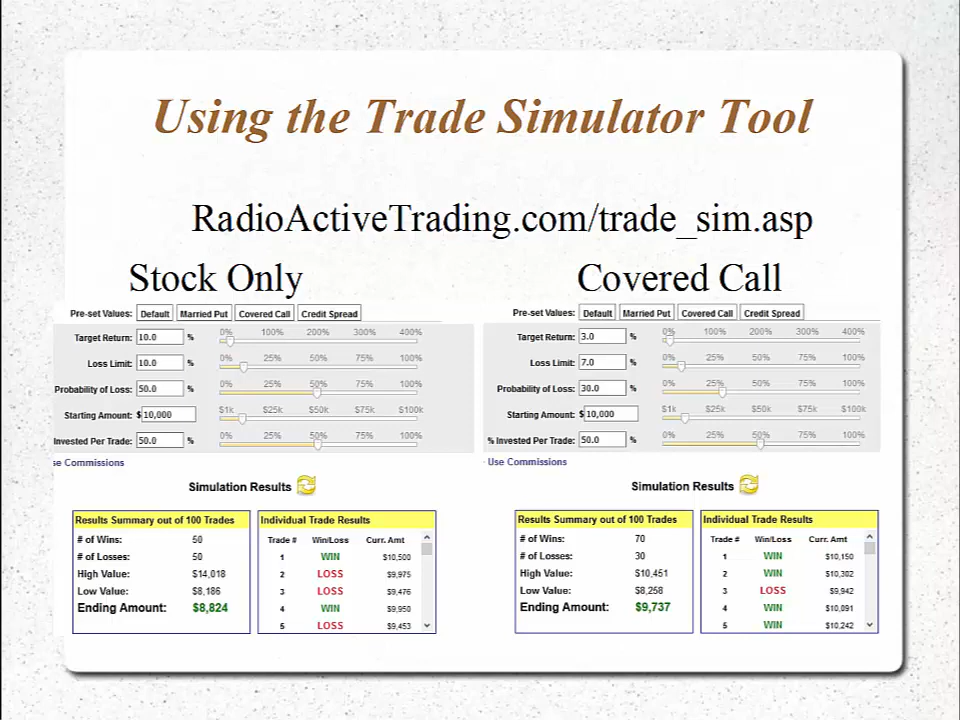 Using the Trade Simulator Tool
RadioActiveTrading.com/trade_sim.asp
Stock Only
Pre-set Values: Default Married Put Covered Call Credit Spread
Target Return: 10.0 % 0% 100% 200% 300% 400%
Loss Limit: 10.0 % 0% 25% 50% 75% 100%
Probability of Loss: 50.0 % 0% 25% 50% 75% 100%
Starting Amount: $ 10,000 $1k $25k $50k $75k $100k
Invested Per Trade: 50.0 % 0% 25% 50% 75% 100%
se Commissions
Simulation Results
Results Summary out of 100 Trades
# of Wins: 50
# of Losses: 50
High Value: $14,018
Low Value: $8,186
Ending Amount: $8,824
Individual Trade Results
Trade # Win/Loss Curr. Amt
1 WIN $10,500
2 LOSS $9,975
3 LOSS $9,476
4 WIN $9,950
5 LOSS $9,453
Covered Call
Pre-set Values: Default Married Put Covered Call Credit Spread
Target Return: 3.0 % 0% 100% 200% 300% 400%
Loss Limit: 7.0 % 0% 25% 50% 75% 100%
Probability of Loss: 30.0 % 0% 25% 50% 75% 100%
Starting Amount: $ 10,000 $1k $25k $50k $75k $100k
% Invested Per Trade: 50.0 % 0% 25% 50% 75% 100%
Use Commissions
Simulation Results
Results Summary out of 100 Trades
# of Wins: 70
# of Losses: 30
High Value: $10,451
Low Value: $8,258
Ending Amount: $9,737
Individual Trade Results
Trade # Win/Loss Curr. Amt
1 WIN $10,150
2 WIN $10,302
3 LOSS $9,942
4 WIN $10,091
5 WIN $10,242